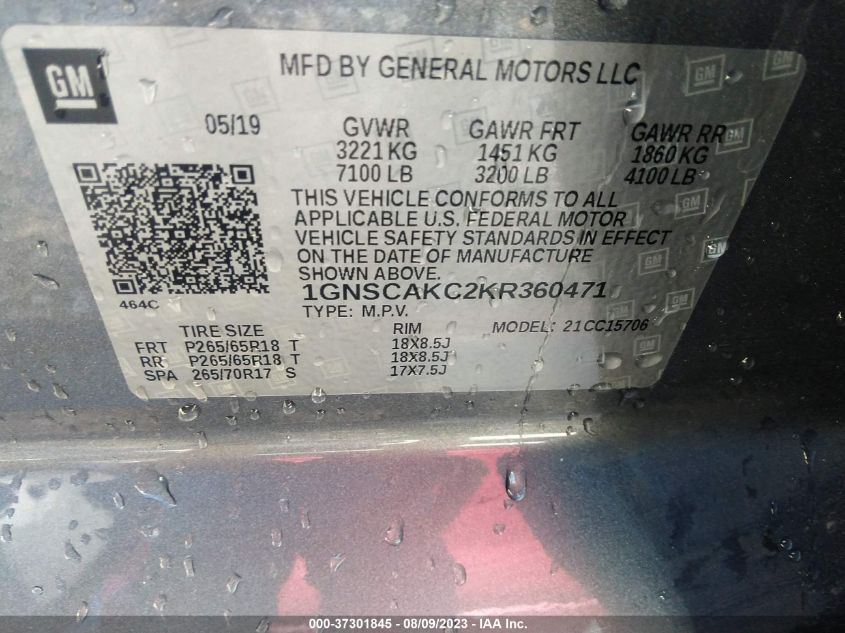 GM
MFD BY GENERAL MOTORS LLC
05/19 GVWR GAWR FRT GAWR RR
3221 KG 1451 KG 1860 KG
7100 LB 3200 LB 4100 LB
THIS VEHICLE CONFORMS TO ALL
APPLICABLE U.S. FEDERAL MOTOR
VEHICLE SAFETY STANDARDS IN EFFECT
ON THE DATE OF MANUFACTURE
SHOWN ABOVE.
464C
1GNSCAKC2KR360471
TYPE: M.P.V. MODEL: 21CC15706
TIRE SIZE RIM
FRT P265/65R18 T 18X8.5J
RR P265/65R18 T 18X8.5J
SPA 265/70R17 S 17X7.5J
000-37301845 - 08/09/2023 - IAA Inc.